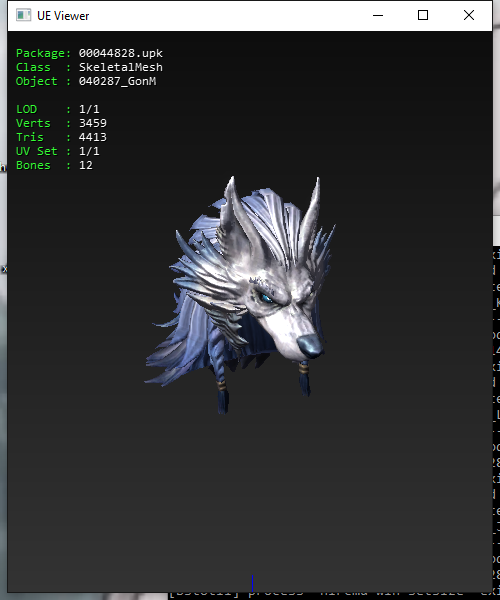 UE Viewer
Package: 00044828.upk
Class : SkeletalMesh
Object : 040287_GonM
LOD : 1/1
Verts : 3459
Tris : 4413
UV Set : 1/1
Bones : 12